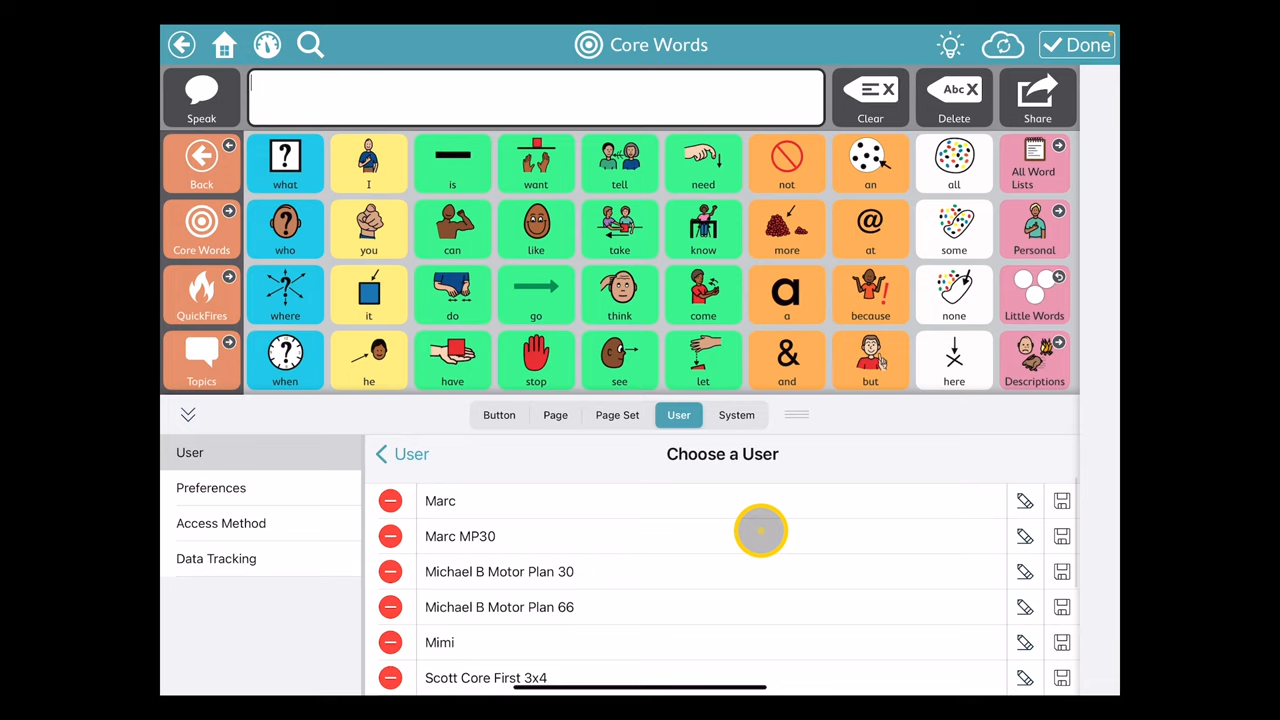 Core Words
Done
Speak
Clear
Abc X
Delete
Share
Back
what
I
is
want
tell
need
not
an
all
All Word
Lists
Core Words
who
you
can
like
take
know
more
@
at
some
Personal
QuickFires
where
it
do
go
think
come
a
a
because
none
Little Words
Topics
when
he
have
stop
see
let
&
and
but
here
Descriptions
Button
Page
Page Set
User
System
User
User
Choose a User
Preferences
Marc
Access Method
Marc MP30
Data Tracking
Michael B Motor Plan 30
Michael B Motor Plan 66
Mimi
Scott Core First 3x4